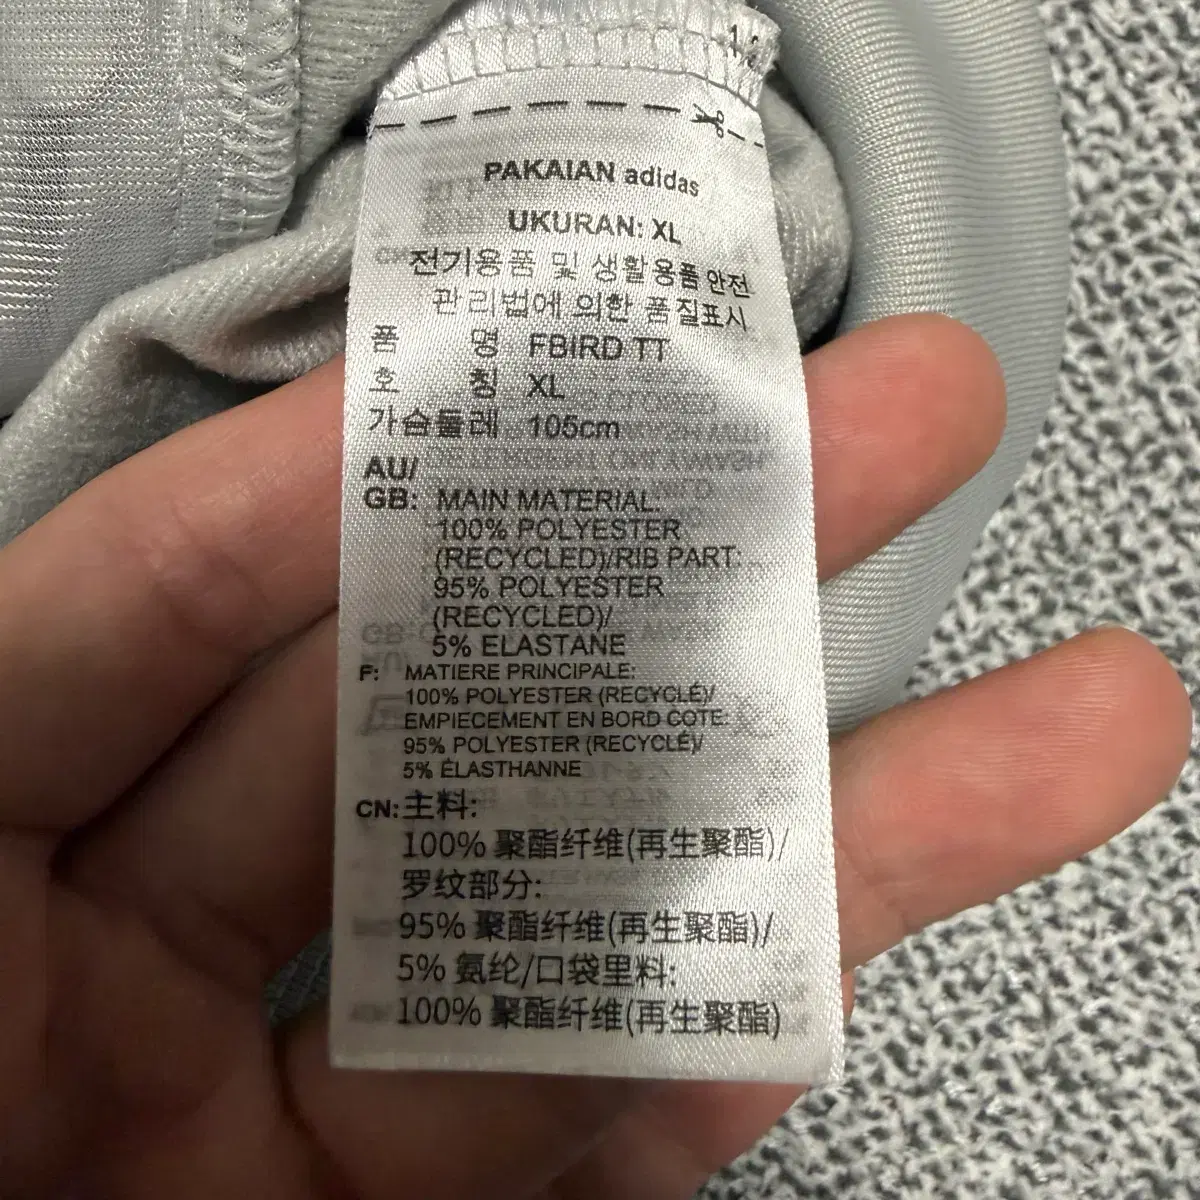 PAKAIAN adidas
UKURAN: XL
전기용품 및 생활용품 안전
관리법에 의한 품질표시
품 명 FBIRD TT
호 칭 XL
가슴둘레 105cm
AU/
GB: MAIN MATERIAL:
100% POLYESTER
(RECYCLED)/RIB PART:
95% POLYESTER
(RECYCLED)/
5% ELASTANE
F: MATIERE PRINCIPALE:
100% POLYESTER (RECYCLÉ)/
EMPIECEMENT EN BORD COTE:
95% POLYESTER (RECYCLÉ)/
5% ÉLASTHANNE
CN: 主料:
100% 聚酯纤维(再生聚酯)/
罗纹部分:
95% 聚酯纤维(再生聚酯)/
5% 氨纶/口袋里料:
100% 聚酯纤维(再生聚酯)